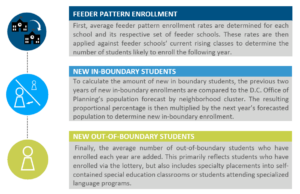 FEEDER PATTERN ENROLLMENT
First, average feeder pattern enrollment rates are determined for each
school and its respective set of feeder schools. These rates are then
applied against feeder schools' current rising classes to determine the
number of students likely to enroll the following year.
NEW IN-BOUNDARY STUDENTS
To calculate the amount of new in boundary students, the previous two
years of new in-boundary enrollments are compared to the D.C. Office of
Planning's population forecast by neighborhood cluster. The resulting
proportional percentage is then multiplied by the next year's forecasted
population to determine new in-boundary enrollment.
NEW OUT-OF-BOUNDARY STUDENTS
Finally, the average number of out-of-boundary students who have
enrolled each year are added. This primarily reflects students who have
enrolled via the lottery, but also includes specialty placements into self-
contained special education classrooms or students attending specialized
language programs.